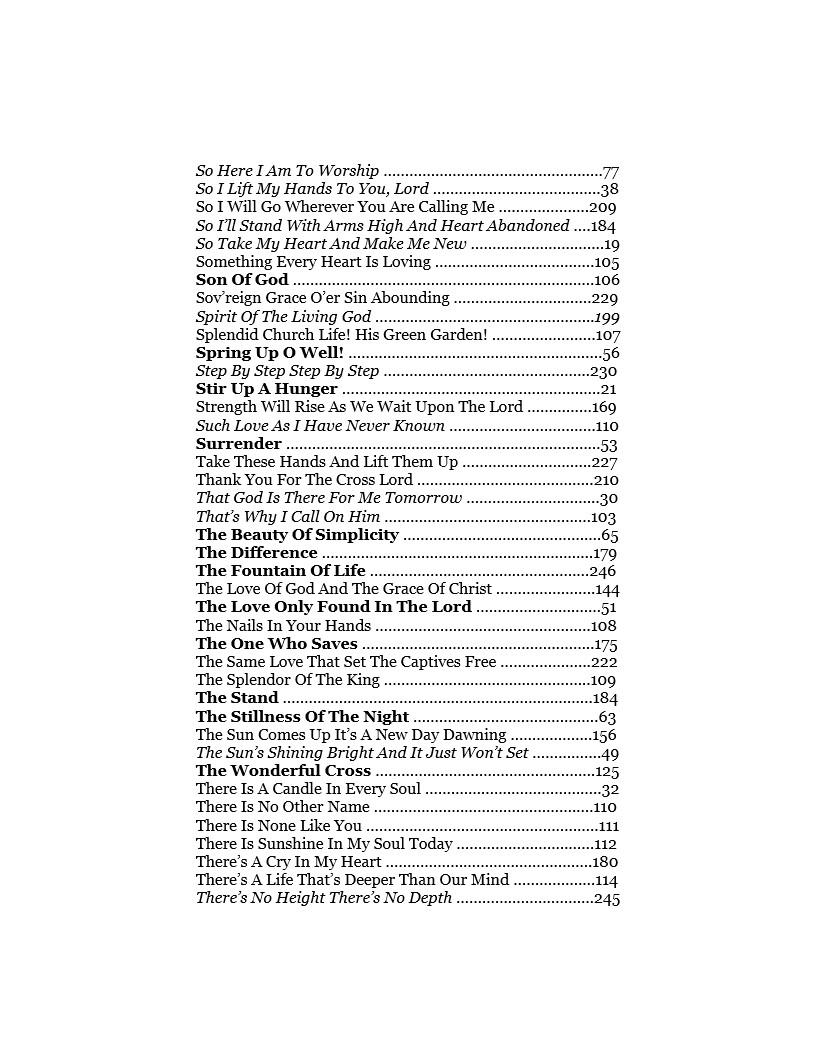 So Here I Am To Worship ...................................................77
So I Lift My Hands To You, Lord .......................................38
So I Will Go Wherever You Are Calling Me .....................209
So I’ll Stand With Arms High And Heart Abandoned ....184
So Take My Heart And Make Me New ...............................19
Something Every Heart Is Loving .....................................105
Son Of God ......................................................................106
Sov’reign Grace O’er Sin Abounding ................................229
Spirit Of The Living God ...................................................199
Splendid Church Life! His Green Garden! ........................107
Spring Up O Well! ...........................................................56
Step By Step Step By Step ................................................230
Stir Up A Hunger ............................................................21
Strength Will Rise As We Wait Upon The Lord ...............169
Such Love As I Have Never Known ..................................110
Surrender .........................................................................53
Take These Hands And Lift Them Up ..............................227
Thank You For The Cross Lord .........................................210
That God Is There For Me Tomorrow ...............................30
That’s Why I Call On Him ................................................103
The Beauty Of Simplicity ..............................................65
The Difference ...............................................................179
The Fountain Of Life ...................................................246
The Love Of God And The Grace Of Christ .......................144
The Love Only Found In The Lord .............................51
The Nails In Your Hands ..................................................108
The One Who Saves ......................................................175
The Same Love That Set The Captives Free .....................222
The Splendor Of The King ................................................109
The Stand ........................................................................184
The Stillness Of The Night ...........................................63
The Sun Comes Up It’s A New Day Dawning ...................156
The Sun’s Shining Bright And It Just Won’t Set ................49
The Wonderful Cross ...................................................125
There Is A Candle In Every Soul .........................................32
There Is No Other Name ...................................................110
There Is None Like You ......................................................111
There Is Sunshine In My Soul Today ................................112
There’s A Cry In My Heart ................................................180
There’s A Life That’s Deeper Than Our Mind ...................114
There’s No Height There’s No Depth ................................245